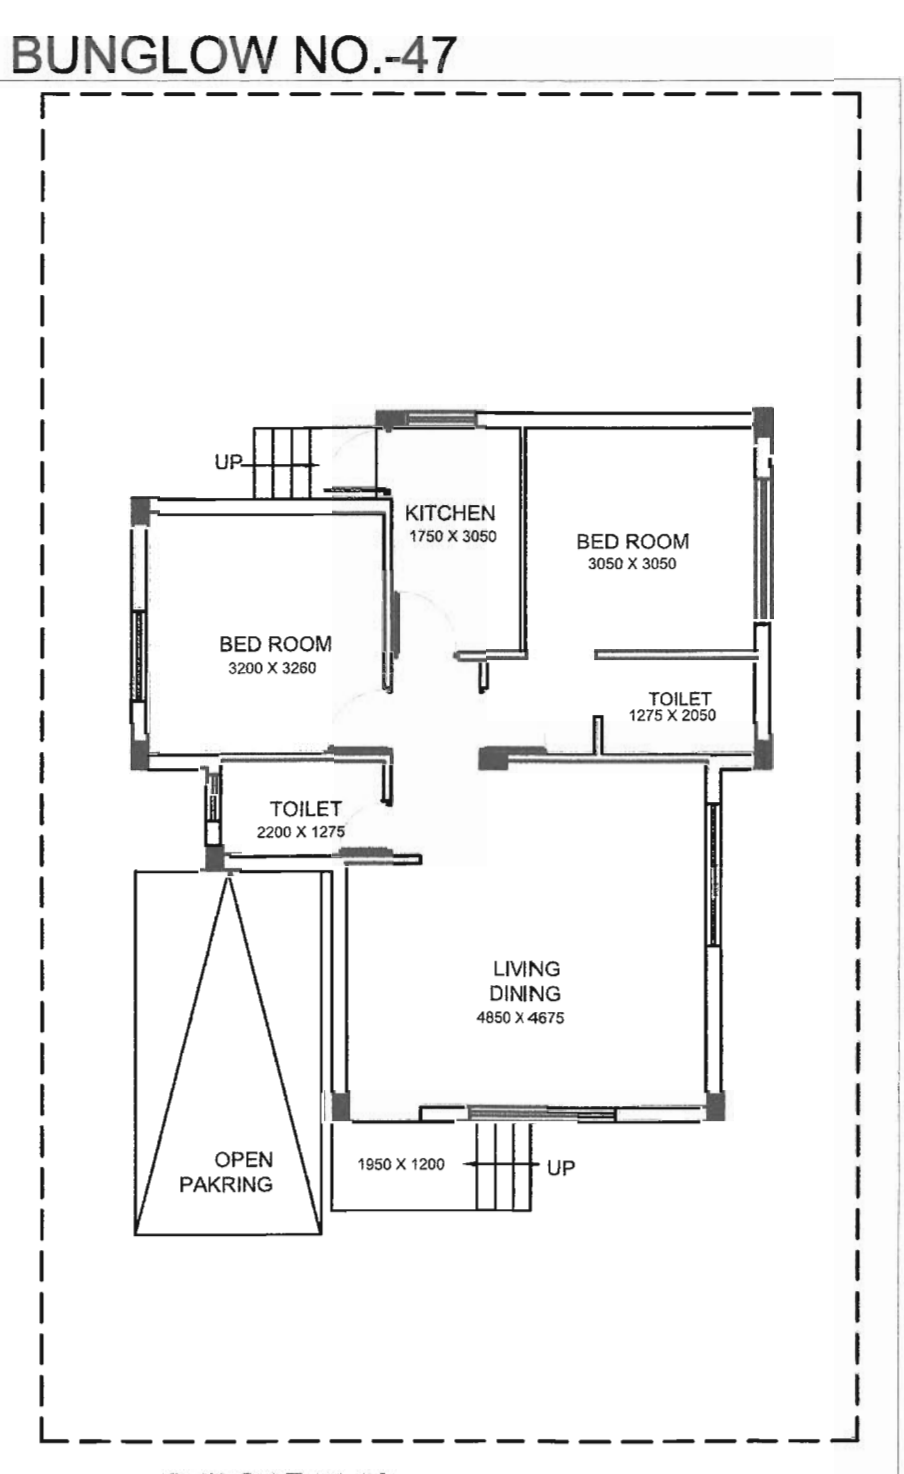 BUNGLOW NO.-47
UP
KITCHEN
1750 X 3050
BED ROOM
3050 X 3050
BED ROOM
3200 X 3260
TOILET
1275 X 2050
TOILET
2200 X 1275
LIVING
DINING
4850 X 4675
OPEN
PAKRING
1950 X 1200
UP